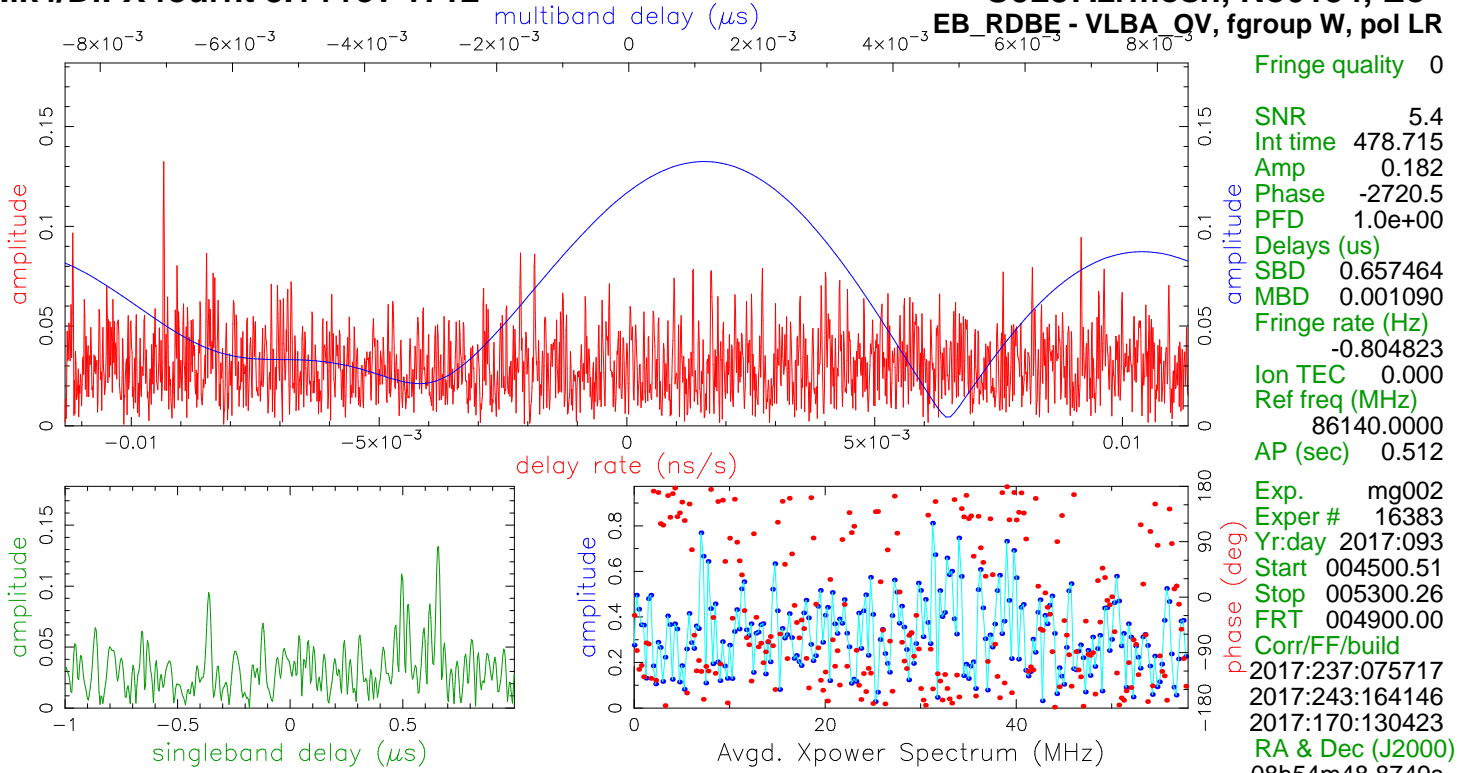 multiband delay (μs)
EB_RDBE - VLBA_OV, fgroup W, pol LR
−8×10⁻³ −6×10⁻³ −4×10⁻³ −2×10⁻³ 0 2×10⁻³ 4×10⁻³ 6×10⁻³ 8×10⁻³
amplitude
0 0.05 0.1 0.15
amplitude
0 0.05 0.1 0.15
−0.01 −5×10⁻³ 0 5×10⁻³ 0.01
delay rate (ns/s)
Fringe quality 0
SNR 5.4
Int time 478.715
Amp 0.182
Phase -2720.5
PFD 1.0e+00
Delays (us)
SBD 0.657464
MBD 0.001090
Fringe rate (Hz)
-0.804823
Ion TEC 0.000
Ref freq (MHz)
86140.0000
AP (sec) 0.512
Exp. mg002
Exper # 16383
Yr:day 2017:093
Start 004500.51
Stop 005300.26
FRT 004900.00
Corr/FF/build
2017:237:075717
2017:243:164146
2017:170:130423
RA & Dec (J2000)
amplitude
0 0.05 0.1 0.15
−1 −0.5 0 0.5
singleband delay (μs)
amplitude
0 0.2 0.4 0.6 0.8
phase (deg)
−180 −90 0 90 180
0 20 40
Avgd. Xpower Spectrum (MHz)